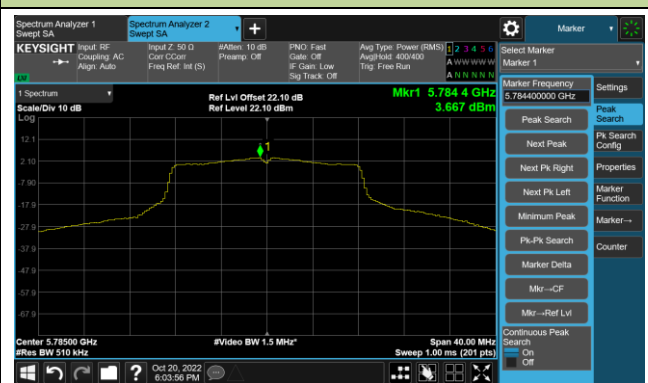 Spectrum Analyzer 1
Swept SA
Spectrum Analyzer 2
Swept SA
Marker
KEYSIGHT
Input: RF
Coupling: AC
Align: Auto
Input Z: 50 Ω
Corr CCorr
Freq Ref: Int (S)
#Atten: 10 dB
Preamp: Off
PNO: Fast
Gate: Off
IF Gain: Low
Sig Track: Off
Avg Type: Power (RMS)
Avg|Hold: 400/400
Trig: Free Run
1 2 3 4 5 6
A W W W W W
A N N N N N
Select Marker
Marker 1
1 Spectrum
Scale/Div 10 dB
Log
Ref Lvl Offset 22.10 dB
Ref Level 22.10 dBm
Mkr1 5.784 4 GHz
3.667 dBm
1
12.1
2.10
-7.90
-17.9
-27.9
-37.9
-47.9
-57.9
-67.9
Center 5.78500 GHz
#Res BW 510 kHz
#Video BW 1.5 MHz*
Span 40.00 MHz
Sweep 1.00 ms (201 pts)
Marker Frequency
5.784400000 GHz
Peak Search
Next Peak
Next Pk Right
Next Pk Left
Minimum Peak
Pk-Pk Search
Marker Delta
Mkr→CF
Mkr→Ref Lvl
Continuous Peak
Search
On
Off
Settings
Peak
Search
Pk Search
Config
Properties
Marker
Function
Marker→
Counter
?
Oct 20, 2022
6:03:56 PM